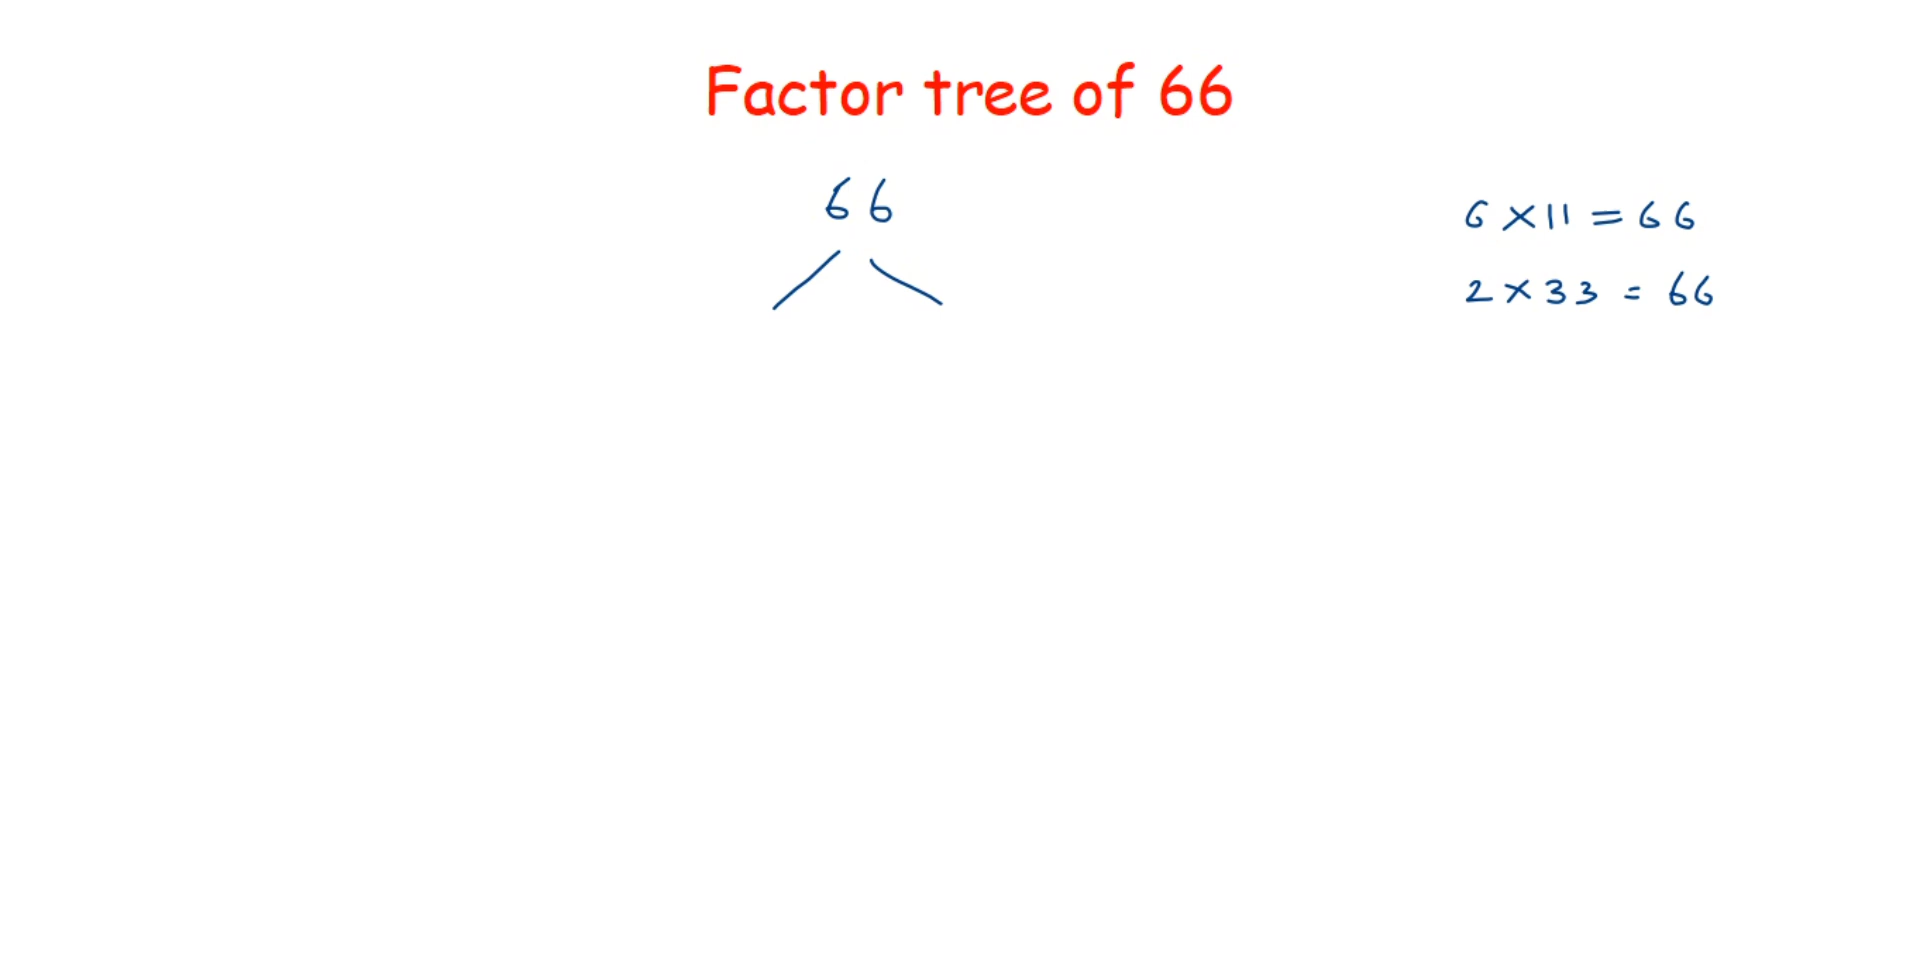 Factor tree of 66
66
6 × 11 = 66
2 × 33 = 66